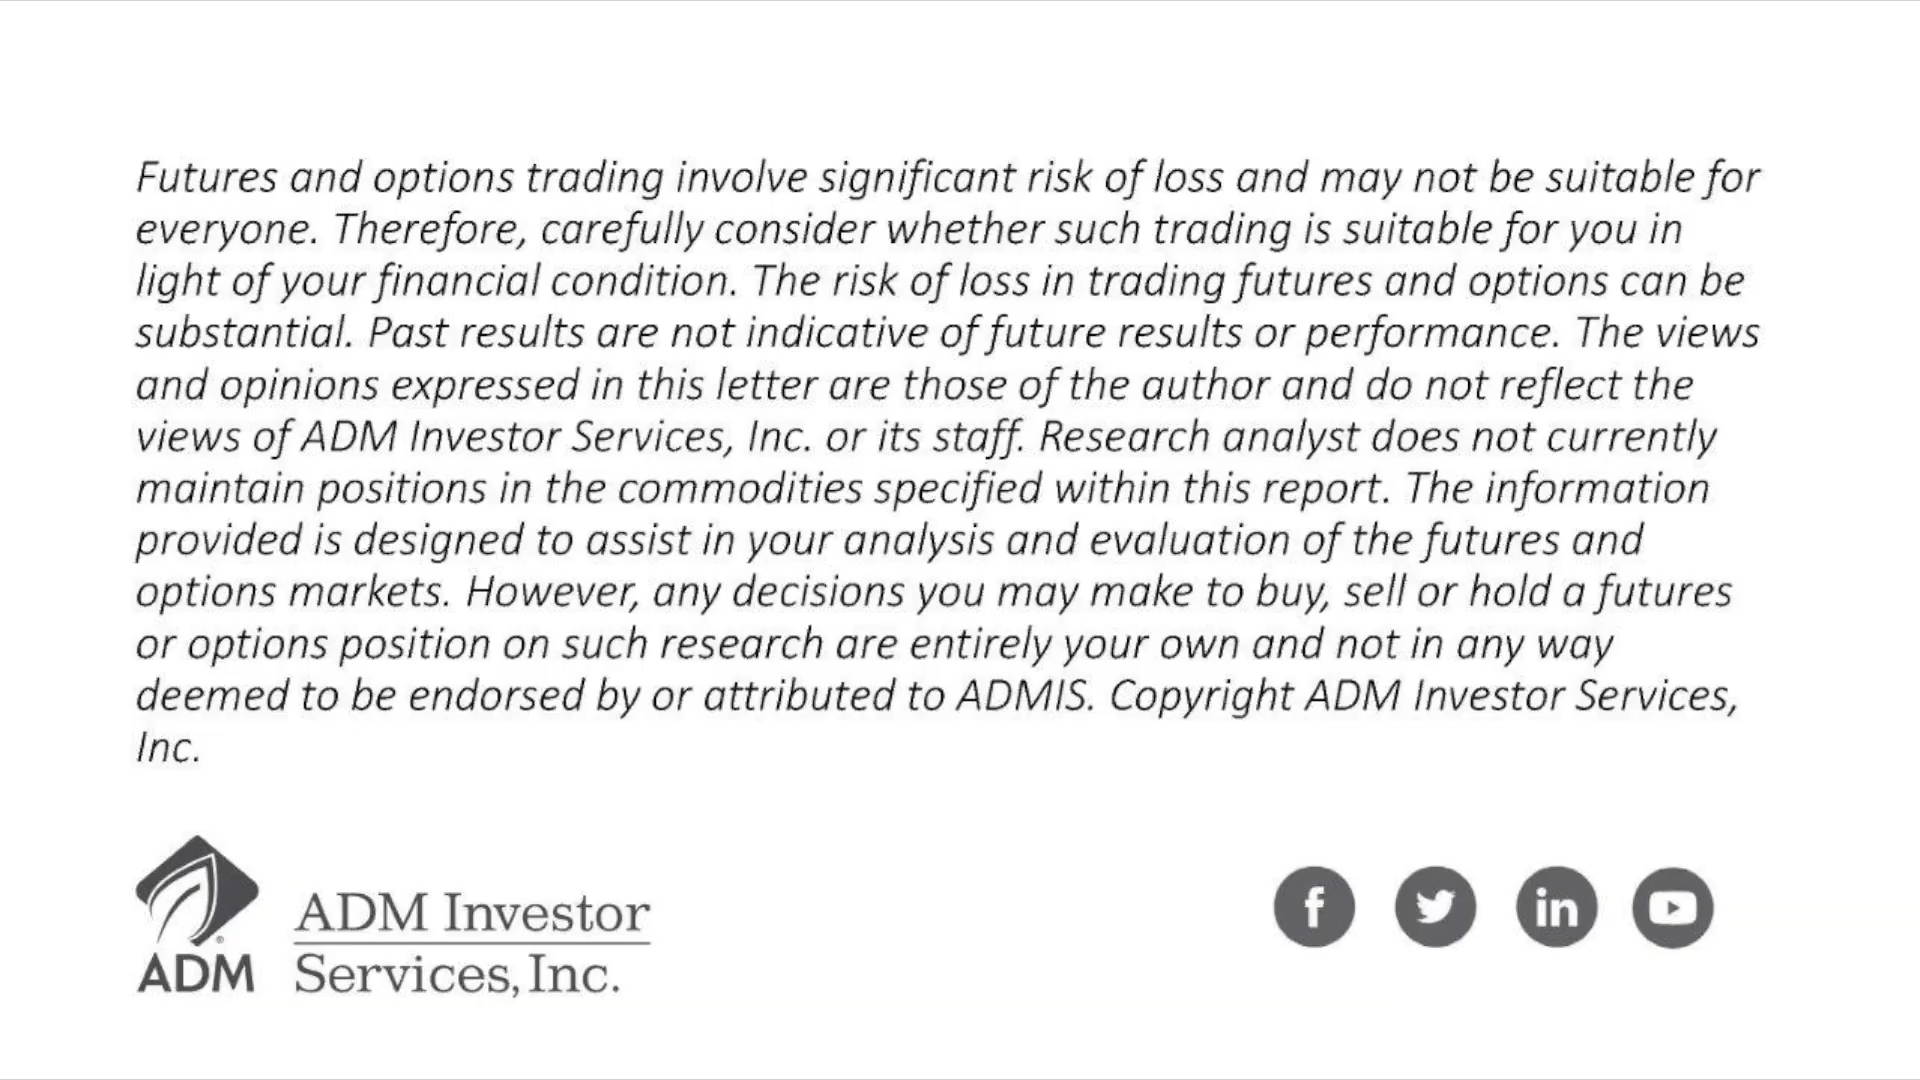 Futures and options trading involve significant risk of loss and may not be suitable for
everyone. Therefore, carefully consider whether such trading is suitable for you in
light of your financial condition. The risk of loss in trading futures and options can be
substantial. Past results are not indicative of future results or performance. The views
and opinions expressed in this letter are those of the author and do not reflect the
views of ADM Investor Services, Inc. or its staff. Research analyst does not currently
maintain positions in the commodities specified within this report. The information
provided is designed to assist in your analysis and evaluation of the futures and
options markets. However, any decisions you may make to buy, sell or hold a futures
or options position on such research are entirely your own and not in any way
deemed to be endorsed by or attributed to ADMIS. Copyright ADM Investor Services,
Inc.
ADM
ADM Investor
Services, Inc.
f
in